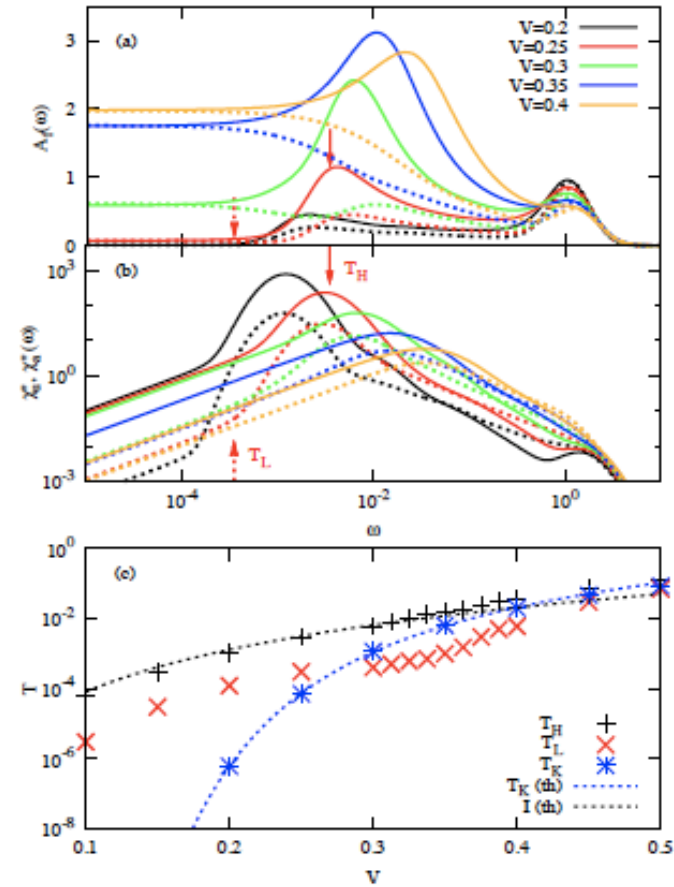 (a)
V=0.2
V=0.25
V=0.3
V=0.35
V=0.4
3
2
1
0
A_f(ω)
(b)
T_H
T_L
10^3
10^0
10^-3
10^-4
10^-2
10^0
ω
(c)
10^0
10^-2
10^-4
10^-6
10^-8
T
T_H
T_L
T_K
T_K (th)
I (th)
0.1
0.2
0.3
0.4
0.5
V